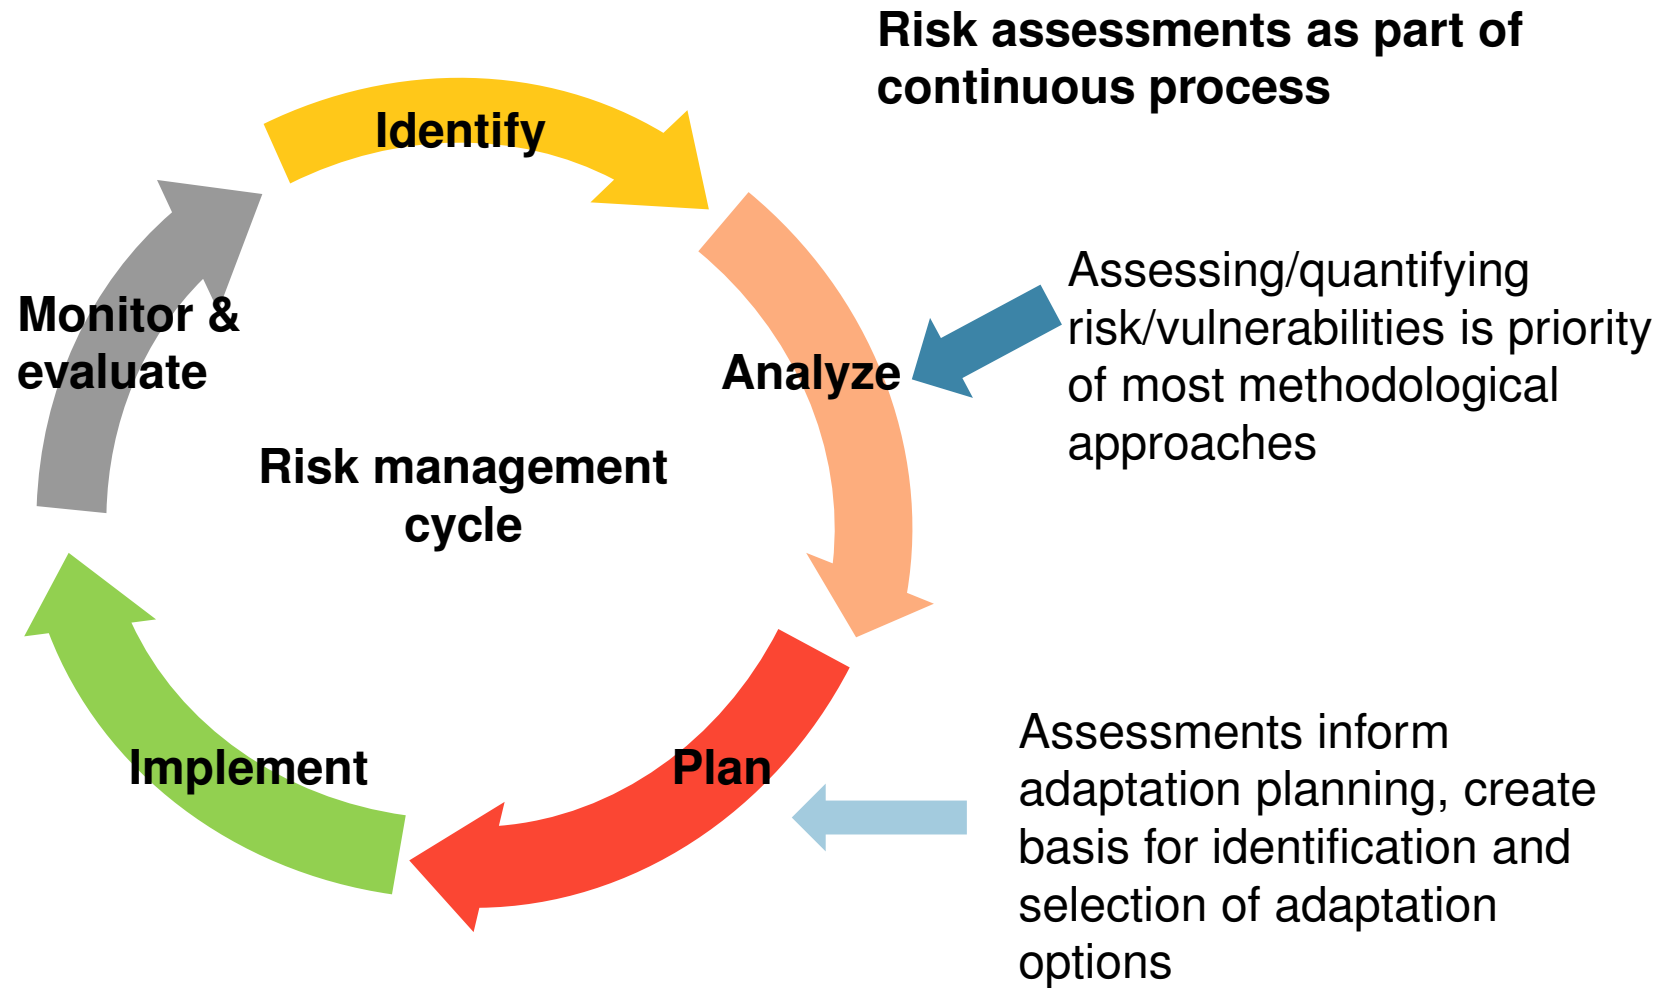 Risk assessments as part of
continuous process
Identify
Analyze
Assessing/quantifying
risk/vulnerabilities is priority
of most methodological
approaches
Monitor &
evaluate
Risk management
cycle
Plan
Implement
Assessments inform
adaptation planning, create
basis for identification and
selection of adaptation
options